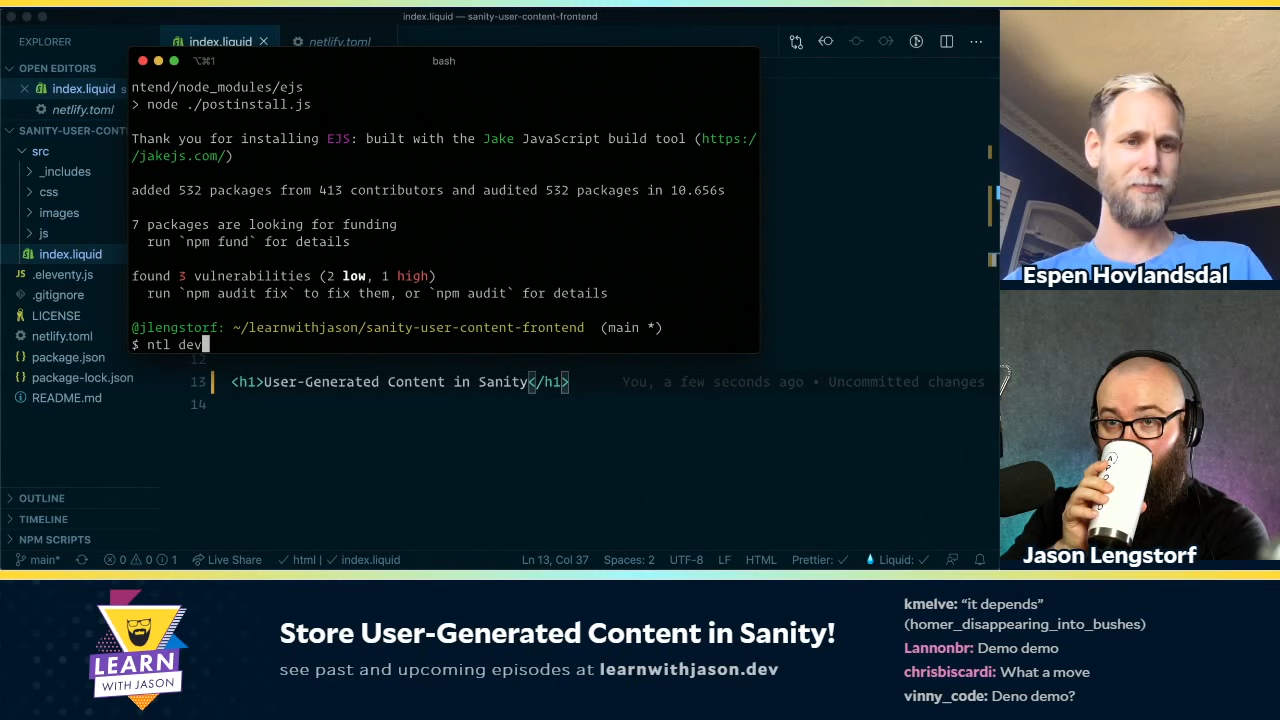 index.liquid — sanity-user-content-frontend
EXPLORER
index.liquid
netlify.toml
OPEN EDITORS
index.liquid s
netlify.toml
SANITY-USER-CONT
src
_includes
css
images
js
index.liquid
.eleventy.js
.gitignore
LICENSE
netlify.toml
package.json
package-lock.json
README.md
OUTLINE
TIMELINE
NPM SCRIPTS
⌥⌘1
bash
ntend/node_modules/ejs
> node ./postinstall.js
Thank you for installing EJS: built with the Jake JavaScript build tool (https:/
/jakejs.com/)
added 532 packages from 413 contributors and audited 532 packages in 10.656s
7 packages are looking for funding
run `npm fund` for details
found 3 vulnerabilities (2 low, 1 high)
run `npm audit fix` to fix them, or `npm audit` for details
@jlengstorf: ~/learnwithjason/sanity-user-content-frontend (main *)
$ ntl dev
12
13 <h1>User-Generated Content in Sanity</h1> You, a few seconds ago • Uncommitted changes
14
main* 0 0 1 Live Share html | index.liquid Ln 13, Col 37 Spaces: 2 UTF-8 LF HTML Prettier: Liquid:
Espen Hovlandsdal
Jason Lengstorf
LEARN
WITH JASON
Store User-Generated Content in Sanity!
see past and upcoming episodes at learnwithjason.dev
kmelve: “it depends”
(homer_disappearing_into_bushes)
Lannonbr: Demo demo
chrisbiscardi: What a move
vinny_code: Deno demo?